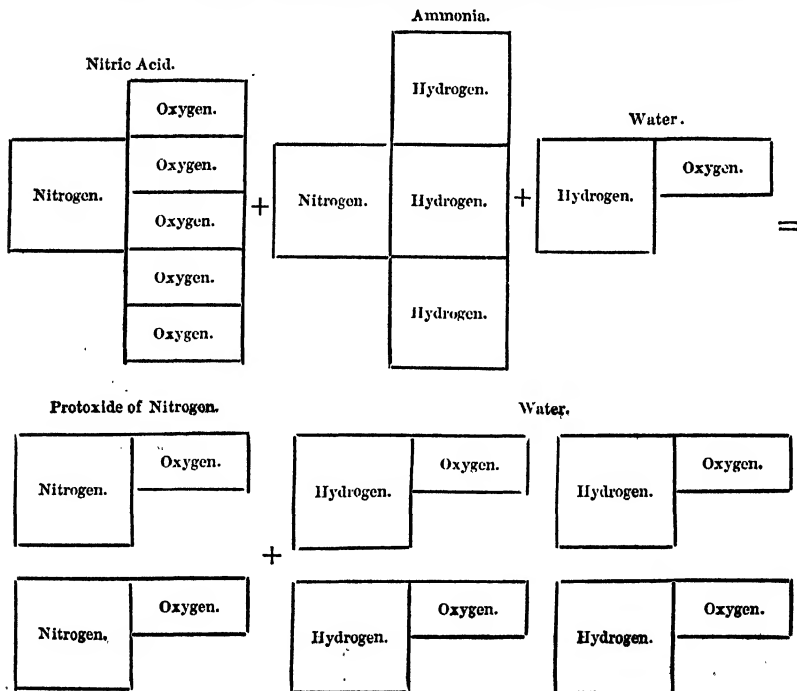 Ammonia.
Nitric Acid.
Hydrogen.
Oxygen.
Water.
Oxygen.
Oxygen.
Nitrogen.
+
Nitrogen.
Hydrogen.
+
Hydrogen.
Oxygen.
=
Oxygen.
Oxygen.
Hydrogen.
Protoxide of Nitrogen.
Water.
Nitrogen.
Oxygen.
Hydrogen.
Oxygen.
Hydrogen.
Oxygen.
+
Nitrogen.
Oxygen.
Hydrogen.
Oxygen.
Hydrogen.
Oxygen.